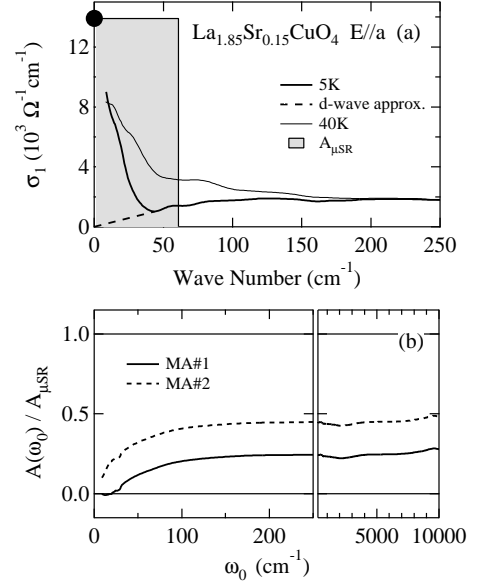 La1.85Sr0.15CuO4 E//a (a)
5K
d-wave approx.
40K
AμSR
σ1 (10³ Ω⁻¹cm⁻¹)
12
8
4
0
0 50 100 150 200 250
Wave Number (cm⁻¹)
(b)
MA#1
MA#2
A(ω0) / AμSR
1.0
0.5
0.0
0 100 200 5000 10000
ω0 (cm⁻¹)